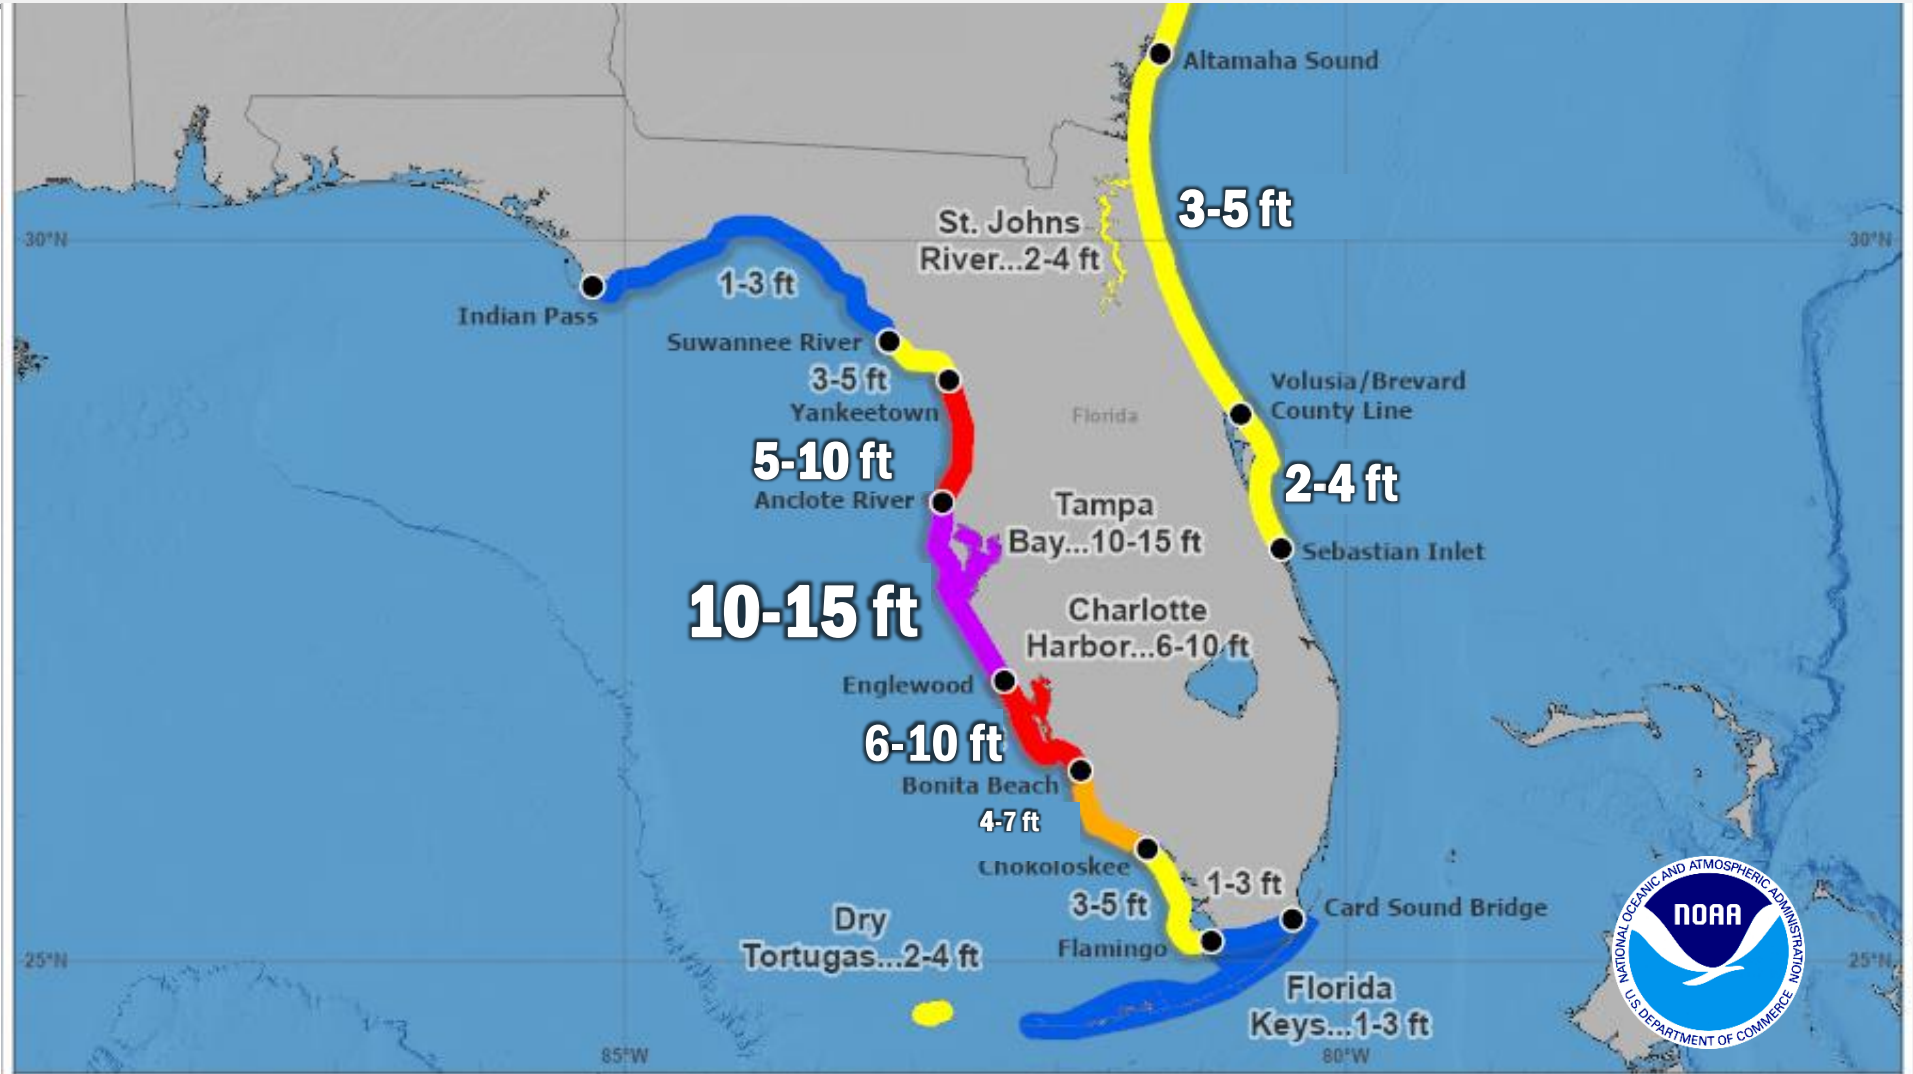 Altamaha Sound
3-5 ft
St. Johns
River...2-4 ft
30°N
30°N
1-3 ft
Indian Pass
Suwannee River
3-5 ft
Yankeetown
Florida
Volusia/Brevard
County Line
5-10 ft
2-4 ft
Anclote River
Tampa
Bay...10-15 ft
Sebastian Inlet
10-15 ft
Charlotte
Harbor...6-10 ft
Englewood
6-10 ft
Bonita Beach
4-7 ft
Chokoloskee
1-3 ft
3-5 ft
Card Sound Bridge
Dry
Tortugas...2-4 ft
Flamingo
25°N
25°N
Florida
Keys...1-3 ft
85°W
80°W
NATIONAL OCEANIC AND ATMOSPHERIC ADMINISTRATION
NOAA
U.S. DEPARTMENT OF COMMERCE